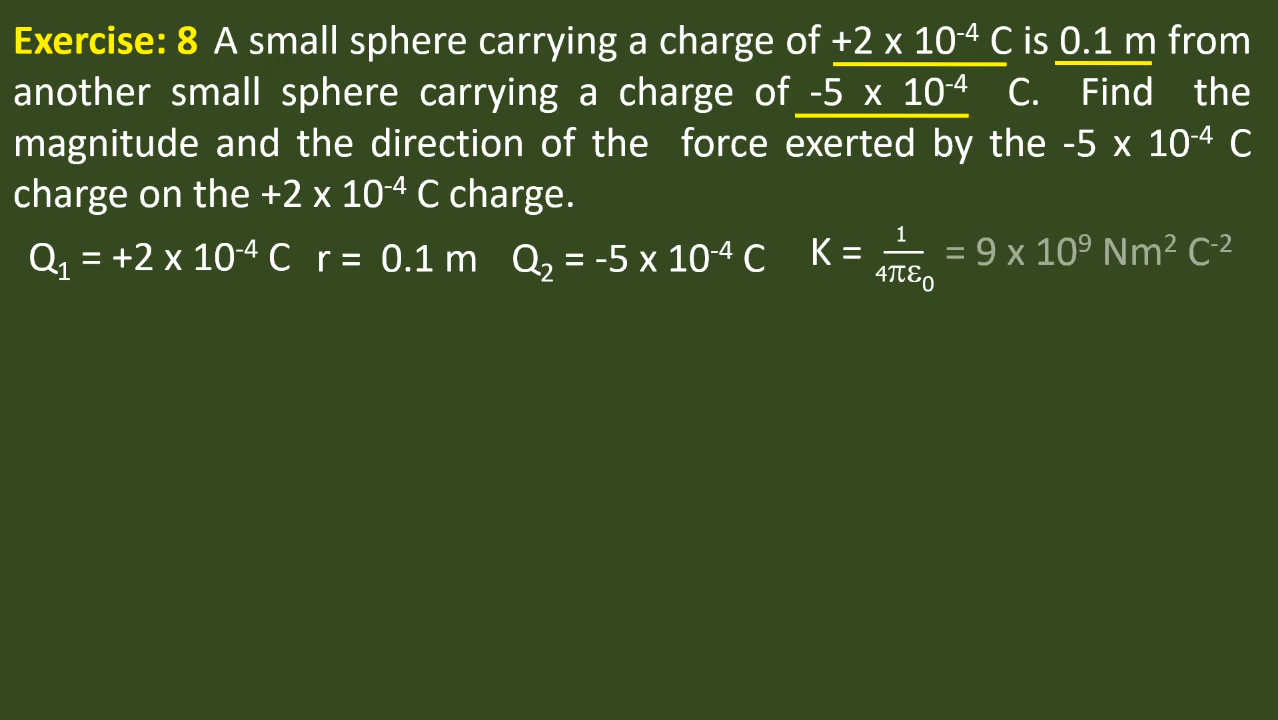 Exercise: 8 A small sphere carrying a charge of +2 x 10⁻⁴ C is 0.1 m from
another small sphere carrying a charge of -5 x 10⁻⁴ C. Find the
magnitude and the direction of the force exerted by the -5 x 10⁻⁴ C
charge on the +2 x 10⁻⁴ C charge.
Q₁ = +2 x 10⁻⁴ C r = 0.1 m Q₂ = -5 x 10⁻⁴ C K = 1/4πε₀ = 9 x 10⁹ Nm² C⁻²